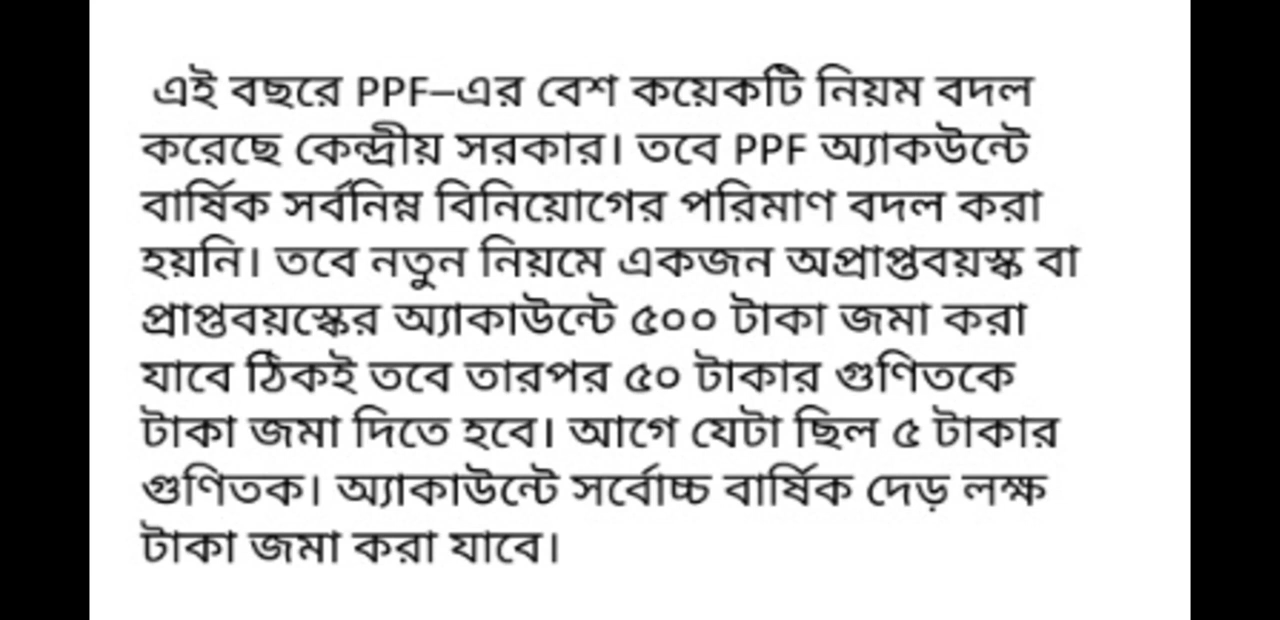 এই বছরে PPF–এর বেশ কয়েকটি নিয়ম বদল
করেছে কেন্দ্রীয় সরকার। তবে PPF অ্যাকউন্টে
বার্ষিক সর্বনিম্ন বিনিয়োগের পরিমাণ বদল করা
হয়নি। তবে নতুন নিয়মে একজন অপ্রাপ্তবয়স্ক বা
প্রাপ্তবয়স্কের অ্যাকাউন্টে ৫০০ টাকা জমা করা
যাবে ঠিকই তবে তারপর ৫০ টাকার গুণিতকে
টাকা জমা দিতে হবে। আগে যেটা ছিল ৫ টাকার
গুণিতক। অ্যাকাউন্টে সর্বোচ্চ বার্ষিক দেড় লক্ষ
টাকা জমা করা যাবে।